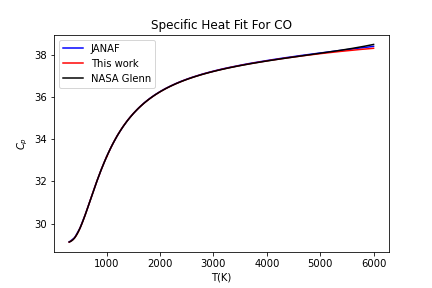 Specific Heat Fit For CO
JANAF
This work
NASA Glenn
38
36
34
32
30
C_p
1000 2000 3000 4000 5000 6000
T(K)